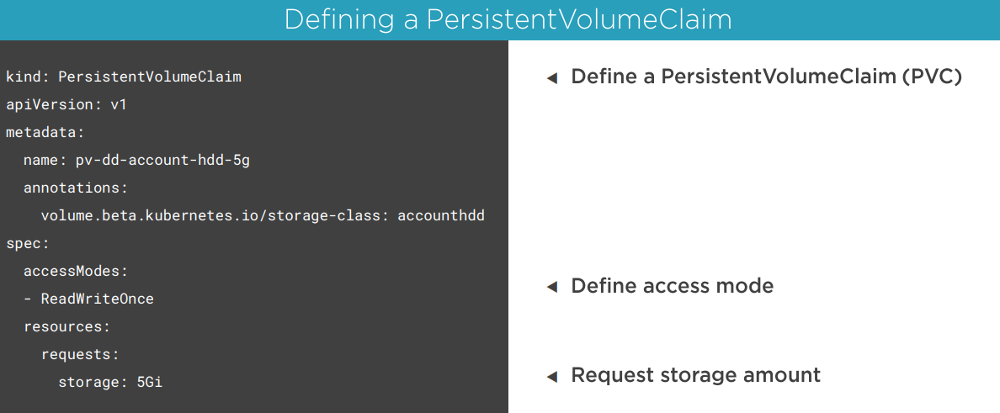 Defining a PersistentVolumeClaim
kind: PersistentVolumeClaim
apiVersion: v1
metadata:
  name: pv-dd-account-hdd-5g
  annotations:
    volume.beta.kubernetes.io/storage-class: accounthdd
spec:
  accessModes:
  - ReadWriteOnce
  resources:
    requests:
      storage: 5Gi
◄ Define a PersistentVolumeClaim (PVC)
◄ Define access mode
◄ Request storage amount